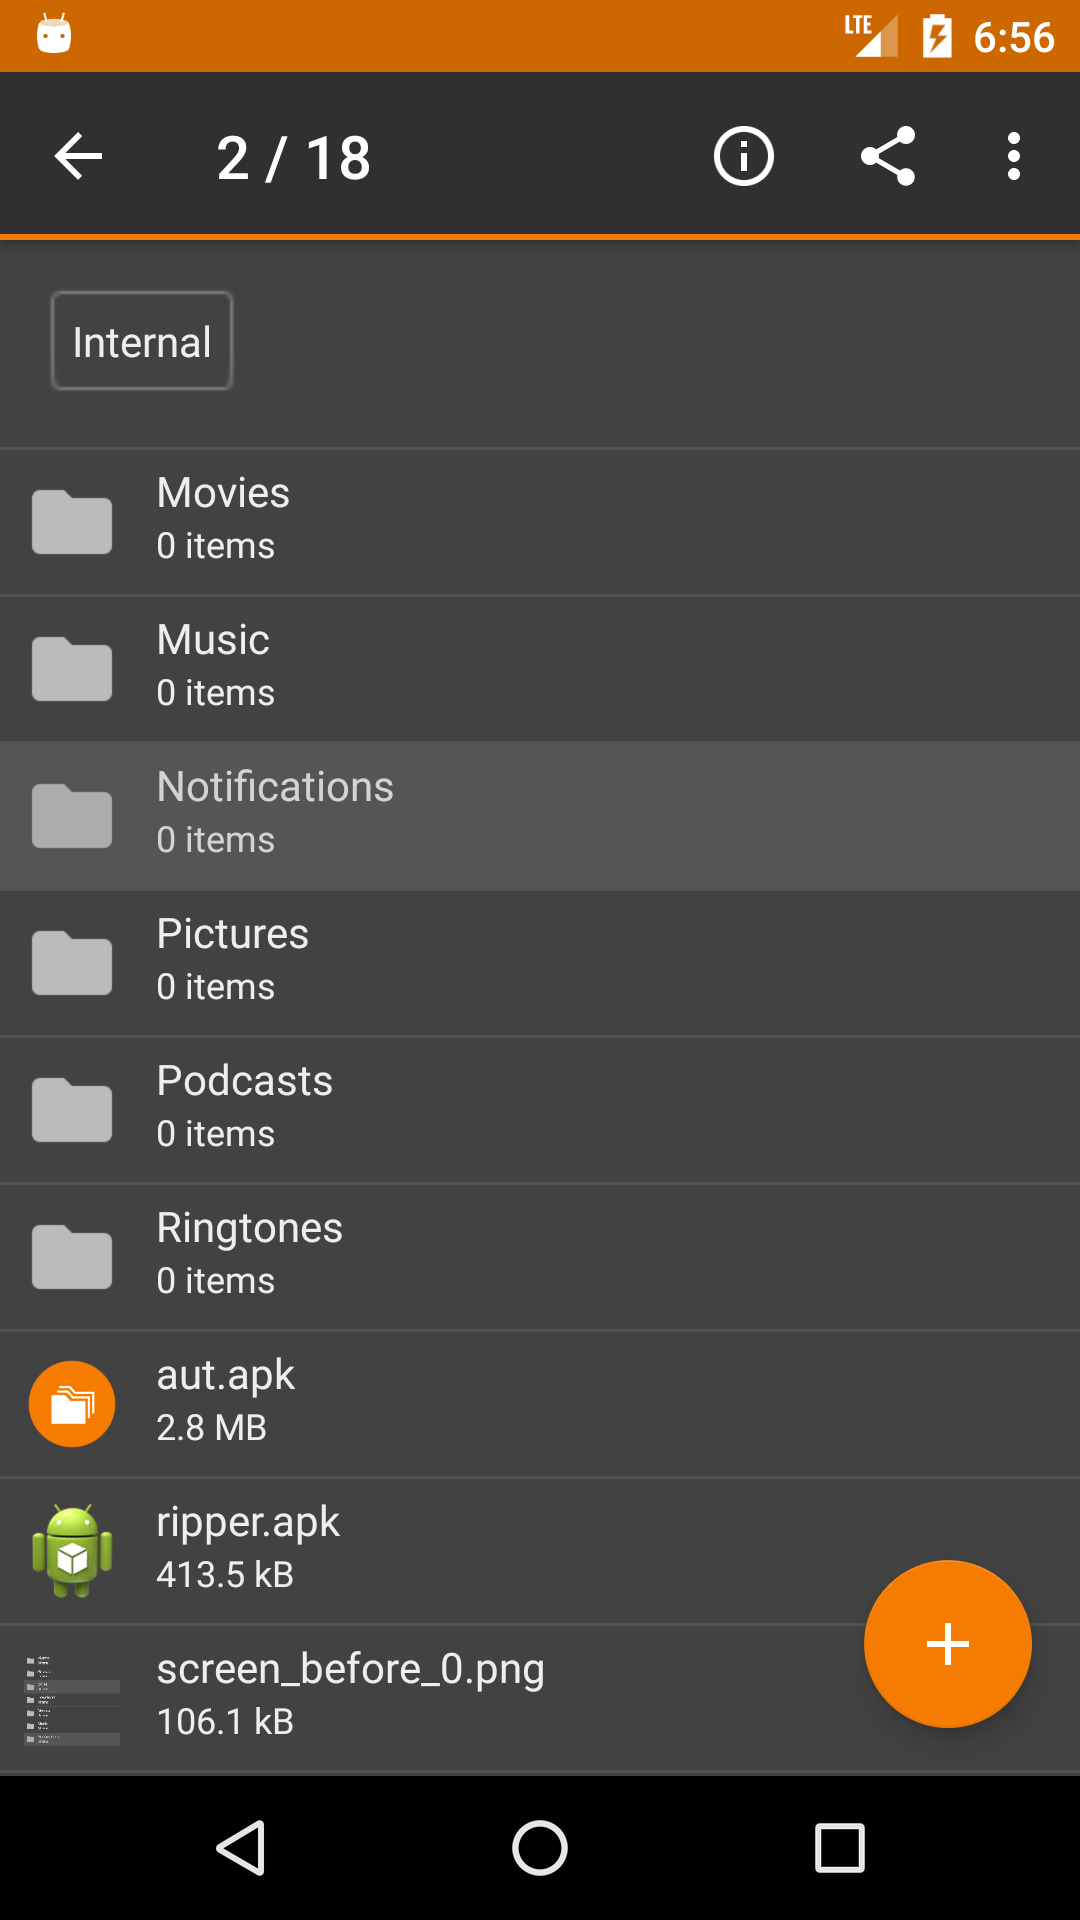 LTE 6:56
2 / 18
Internal
Movies
0 items
Music
0 items
Notifications
0 items
Pictures
0 items
Podcasts
0 items
Ringtones
0 items
aut.apk
2.8 MB
ripper.apk
413.5 kB
screen_before_0.png
106.1 kB